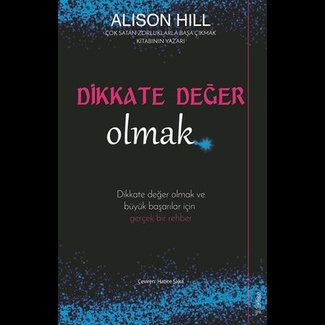 ALISON HILL
ÇOK SATAN ZORLUKLARLA BAŞA ÇIKMAK
KİTABININ YAZARI
DİKKATE DEĞER
olmak
Dikkate değer olmak ve
büyük başarılar için
gerçek bir rehber
Çeviren: Hatice